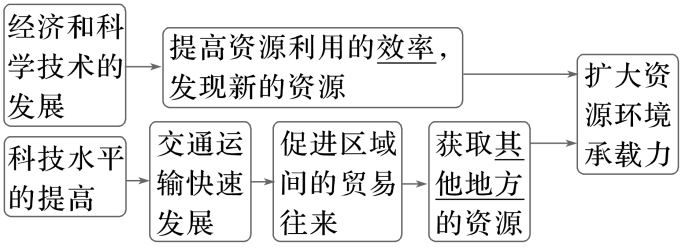 经济和科
学技术的
发展
提高资源利用的效率，
发现新的资源
扩大资
源环境
承载力
科技水平
的提高
交通运
输快速
发展
促进区域
间的贸易
往来
获取其
他地方
的资源